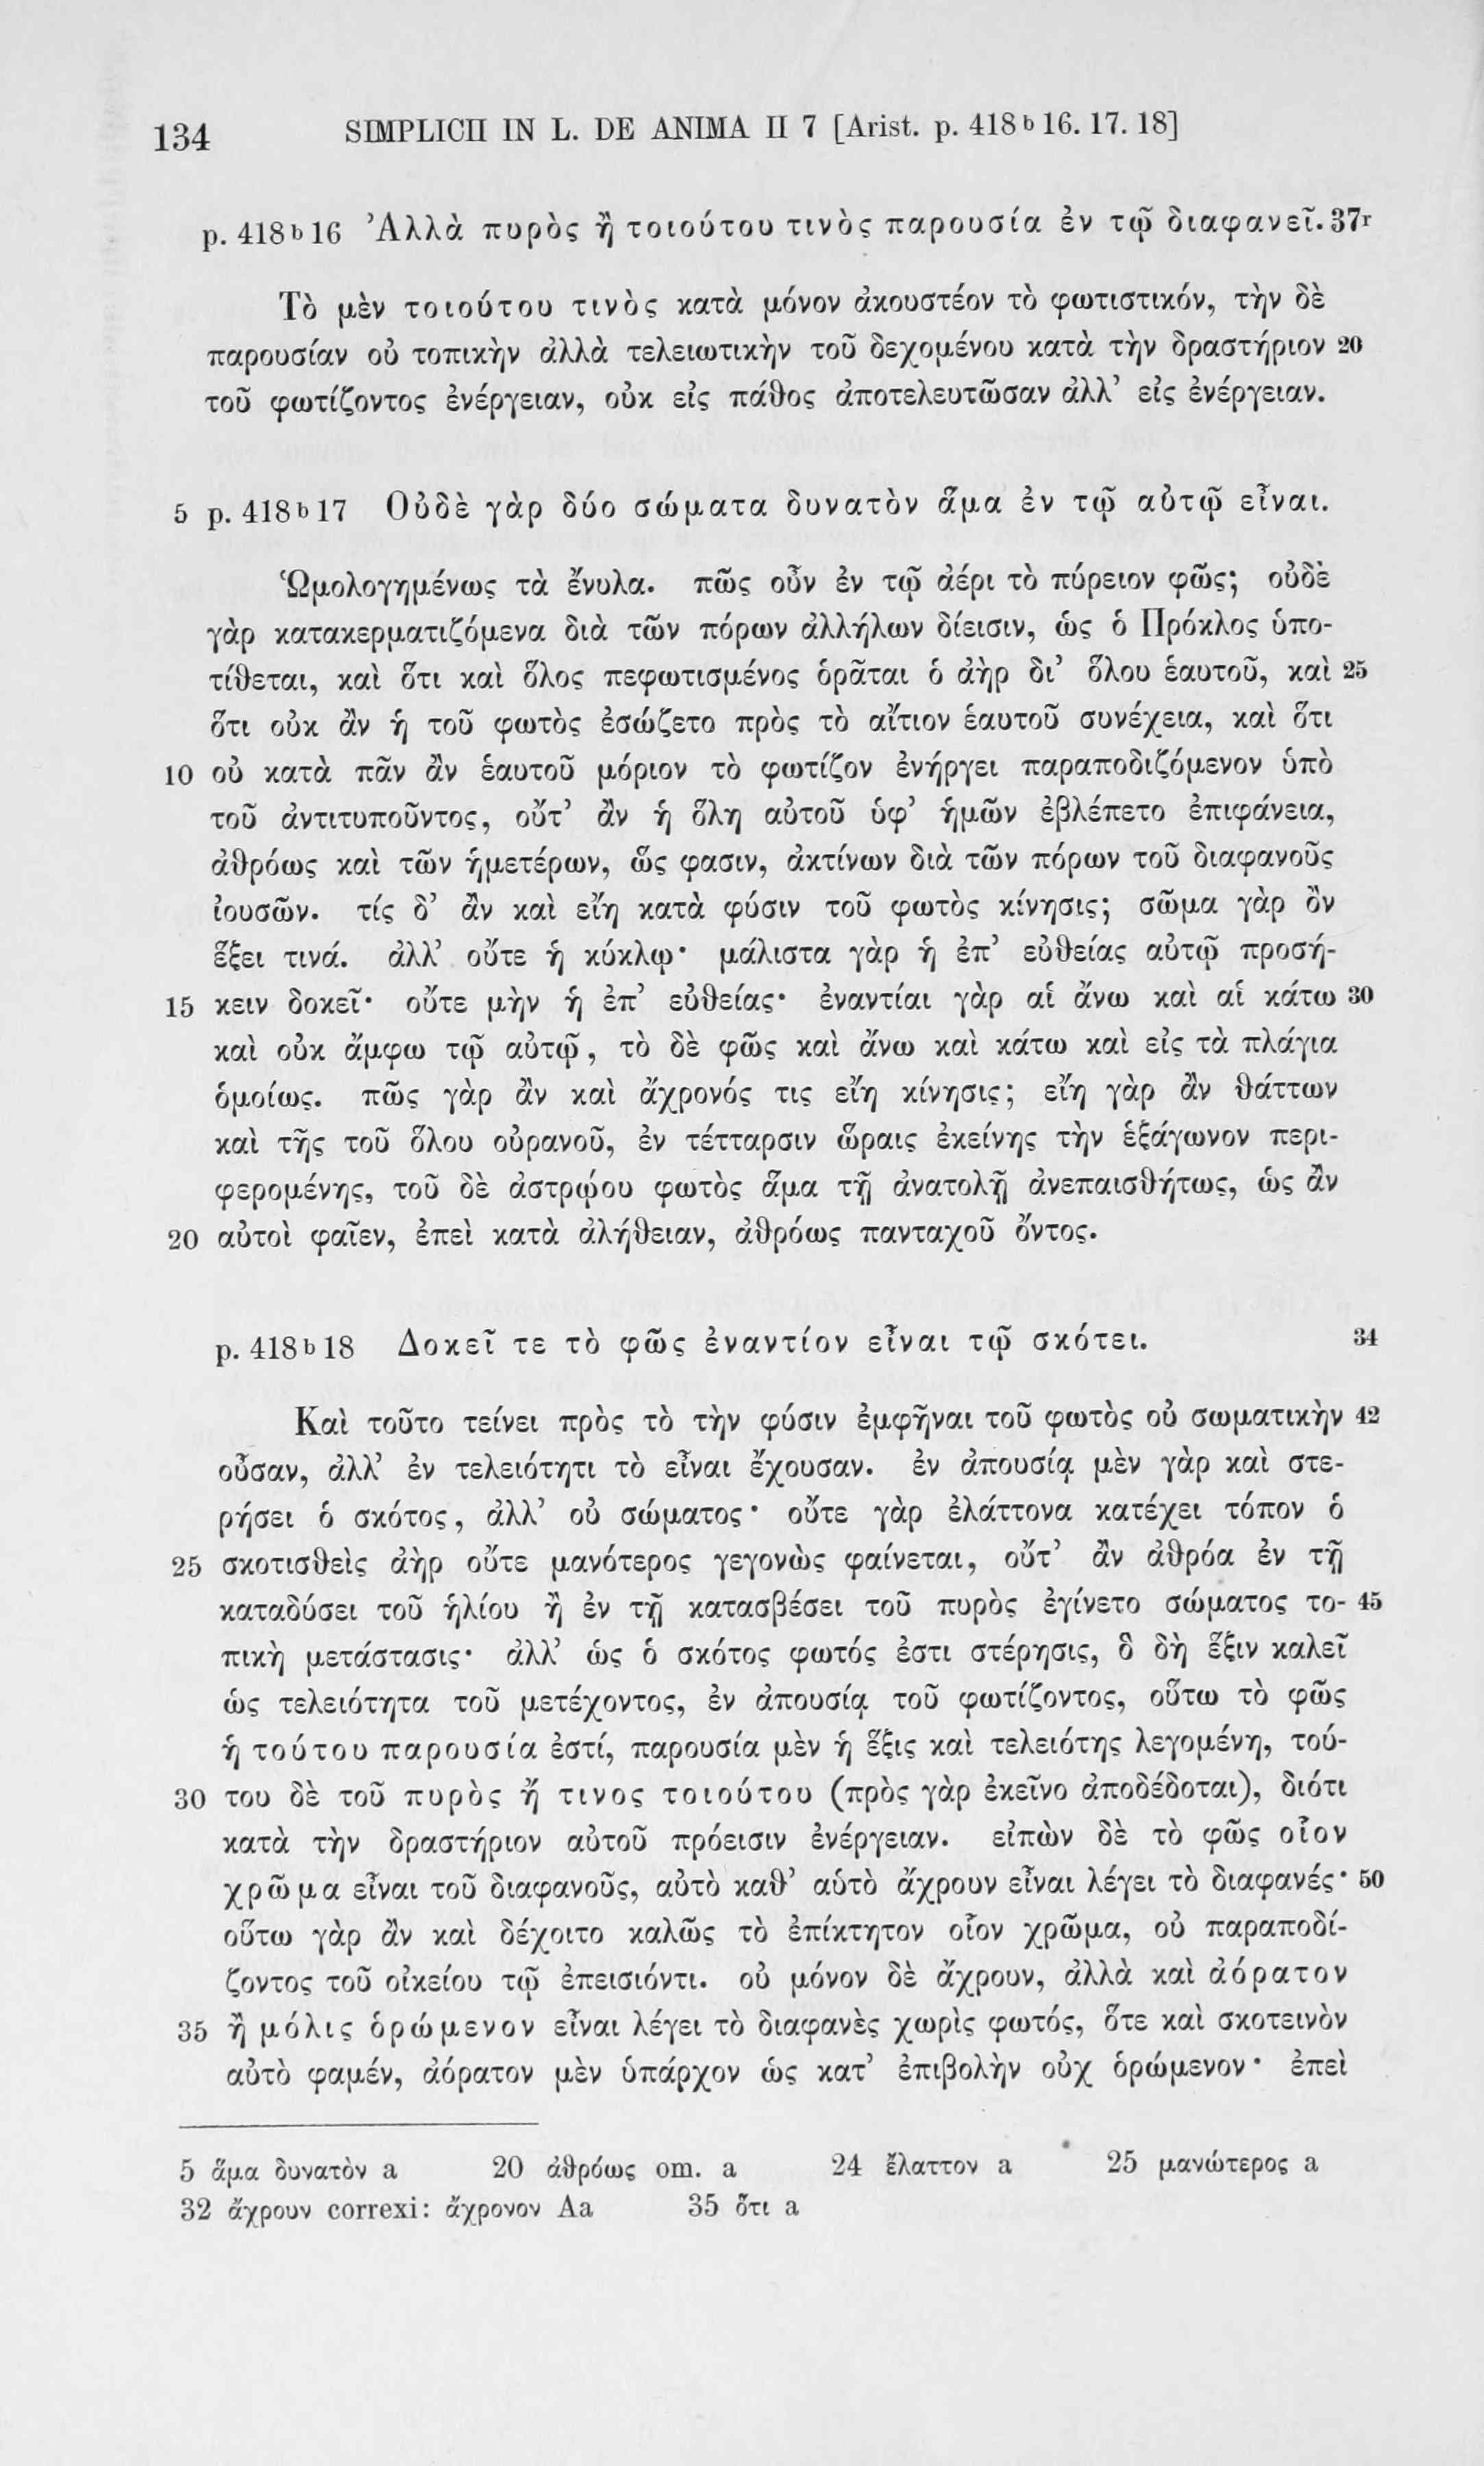 134 SIMPLICII IN L. DE ANIMA II 7 [Arist. p. 418 b 16. 17. 18]
p. 418 b 16 Ἀλλὰ πυρὸς ἢ τοιούτου τινὸς παρουσία ἐν τῷ διαφανεῖ. 37r
Τὸ μὲν τοιούτου τινὸς κατὰ μόνον ἀκουστέον τὸ φωτιστικόν, τὴν δὲ
παρουσίαν οὐ τοπικὴν ἀλλὰ τελειωτικὴν τοῦ δεχομένου κατὰ τὴν δραστήριον 20
τοῦ φωτίζοντος ἐνέργειαν, οὐκ εἰς πάθος ἀποτελευτῶσαν ἀλλ’ εἰς ἐνέργειαν.
5 p. 418 b 17 Οὐδὲ γὰρ δύο σώματα δυνατὸν ἅμα ἐν τῷ αὐτῷ εἶναι.
Ὡμολογημένως τὰ ἔνυλα. πῶς οὖν ἐν τῷ ἀέρι τὸ πύρειον φῶς; οὐδὲ
γὰρ κατακερματιζόμενα διὰ τῶν πόρων ἀλλήλων δίεισιν, ὡς ὁ Πρόκλος ὑπο-
τίθεται, καὶ ὅτι καὶ ὅλος πεφωτισμένος ὁρᾶται ὁ ἀὴρ δι’ ὅλου ἑαυτοῦ, καὶ 25
ὅτι οὐκ ἂν ἡ τοῦ φωτὸς ἐσώζετο πρὸς τὸ αἴτιον ἑαυτοῦ συνέχεια, καὶ ὅτι
10 οὐ κατὰ πᾶν ἂν ἑαυτοῦ μόριον τὸ φωτίζον ἐνήργει παραποδιζόμενον ὑπὸ
τοῦ ἀντιτυποῦντος, οὔτ’ ἂν ἡ ὅλη αὐτοῦ ὑφ’ ἡμῶν ἐβλέπετο ἐπιφάνεια,
ἀθρόως καὶ τῶν ἡμετέρων, ὥς φασιν, ἀκτίνων διὰ τῶν πόρων τοῦ διαφανοῦς
ἰουσῶν. τίς δ’ ἂν καὶ εἴη κατὰ φύσιν τοῦ φωτὸς κίνησις; σῶμα γὰρ ὂν
ἕξει τινά. ἀλλ’ οὔτε ἡ κύκλῳ· μάλιστα γὰρ ἡ ἐπ’ εὐθείας αὐτῷ προσή-
15 κειν δοκεῖ· οὔτε μὴν ἡ ἐπ’ εὐθείας· ἐναντίαι γὰρ αἱ ἄνω καὶ αἱ κάτω 30
καὶ οὐκ ἄμφω τῷ αὐτῷ, τὸ δὲ φῶς καὶ ἄνω καὶ κάτω καὶ εἰς τὰ πλάγια
ὁμοίως. πῶς γὰρ ἂν καὶ ἄχρονός τις εἴη κίνησις; εἴη γὰρ ἂν θάττων
καὶ τῆς τοῦ ὅλου οὐρανοῦ, ἐν τέτταρσιν ὥραις ἐκείνης τὴν ἑξάγωνον περι-
φερομένης, τοῦ δὲ ἀστρῴου φωτὸς ἅμα τῇ ἀνατολῇ ἀνεπαισθήτως, ὡς ἂν
20 αὐτοὶ φαῖεν, ἐπεὶ κατὰ ἀλήθειαν, ἀθρόως πανταχοῦ ὄντος.
p. 418 b 18 Δοκεῖ τε τὸ φῶς ἐναντίον εἶναι τῷ σκότει. 34
Καὶ τοῦτο τείνει πρὸς τὸ τὴν φύσιν ἐμφῆναι τοῦ φωτὸς οὐ σωματικὴν 42
οὖσαν, ἀλλ’ ἐν τελειότητι τὸ εἶναι ἔχουσαν. ἐν ἀπουσίᾳ μὲν γὰρ καὶ στε-
ρήσει ὁ σκότος, ἀλλ’ οὐ σώματος· οὔτε γὰρ ἐλάττονα κατέχει τόπον ὁ
25 σκοτισθεὶς ἀὴρ οὔτε μανότερος γεγονὼς φαίνεται, οὔτ’ ἂν ἀθρόα ἐν τῇ
καταδύσει τοῦ ἡλίου ἢ ἐν τῇ κατασβέσει τοῦ πυρὸς ἐγίνετο σώματος το- 45
πικὴ μετάστασις· ἀλλ’ ὡς ὁ σκότος φωτός ἐστι στέρησις, ὃ δὴ ἕξιν καλεῖ
ὡς τελειότητα τοῦ μετέχοντος, ἐν ἀπουσίᾳ τοῦ φωτίζοντος, οὕτω τὸ φῶς
ἡ τούτου παρουσία ἐστί, παρουσία μὲν ἡ ἕξις καὶ τελειότης λεγομένη, τού-
30 του δὲ τοῦ πυρὸς ἤ τινος τοιούτου (πρὸς γὰρ ἐκεῖνο ἀποδέδοται), διότι
κατὰ τὴν δραστήριον αὐτοῦ πρόεισιν ἐνέργειαν. εἰπὼν δὲ τὸ φῶς οἷον
χρῶμα εἶναι τοῦ διαφανοῦς, αὐτὸ καθ’ αὑτὸ ἄχρουν εἶναι λέγει τὸ διαφανές· 50
οὕτω γὰρ ἂν καὶ δέχοιτο καλῶς τὸ ἐπίκτητον οἷον χρῶμα, οὐ παραποδί-
ζοντος τοῦ οἰκείου τῷ ἐπεισιόντι. οὐ μόνον δὲ ἄχρουν, ἀλλὰ καὶ ἀόρατον
35 ἢ μόλις ὁρώμενον εἶναι λέγει τὸ διαφανὲς χωρὶς φωτός, ὅτε καὶ σκοτεινὸν
αὐτὸ φαμέν, ἀόρατον μὲν ὑπάρχον ὡς κατ’ ἐπιβολὴν οὐχ ὁρώμενον· ἐπεὶ
5 ἅμα δυνατὸν a 20 ἀθρόως om. a 24 ἔλαττον a 25 μανώτερος a
32 ἄχρουν correxi: ἄχρονον Aa 35 ὅτι a